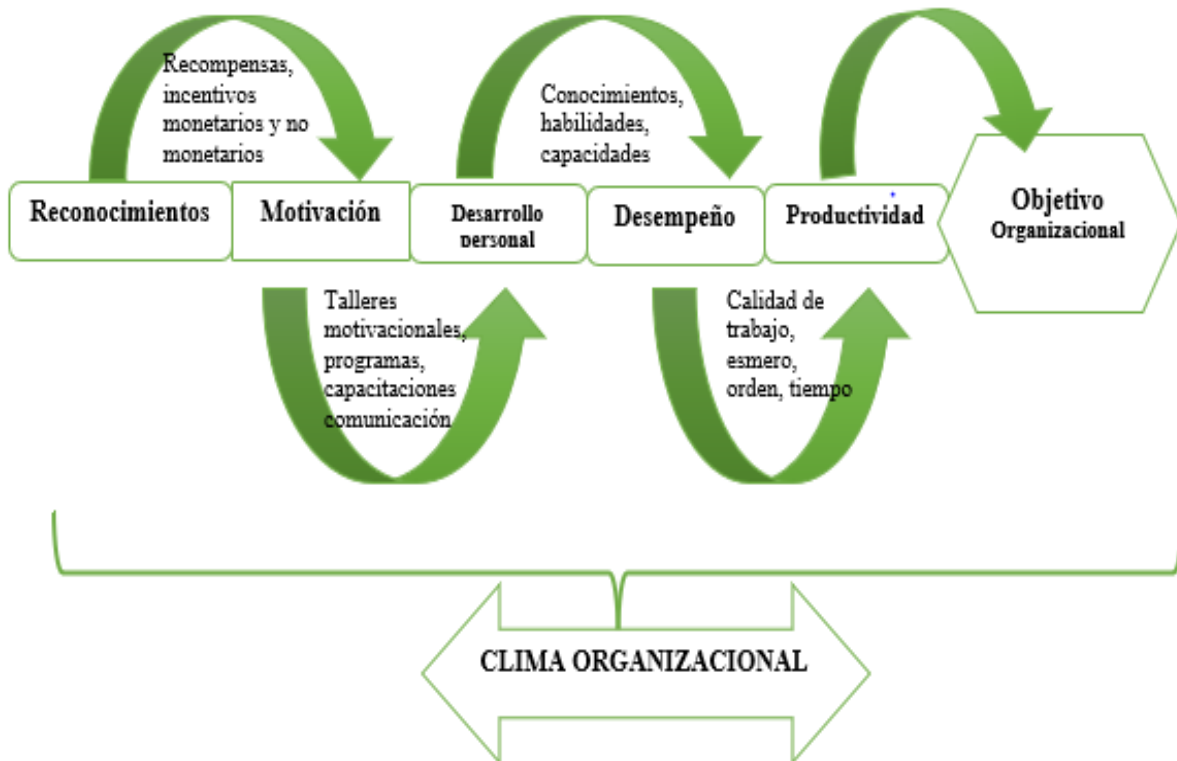 Recompensas,
incentivos
monetarios y no
monetarios
Conocimientos,
habilidades,
capacidades
Reconocimientos
Motivación
Desarrollo
personal
Desempeño
Productividad
Objetivo
Organizacional
Talleres
motivacionales,
programas,
capacitaciones
comunicación
Calidad de
trabajo,
esmero,
orden, tiempo
CLIMA ORGANIZACIONAL